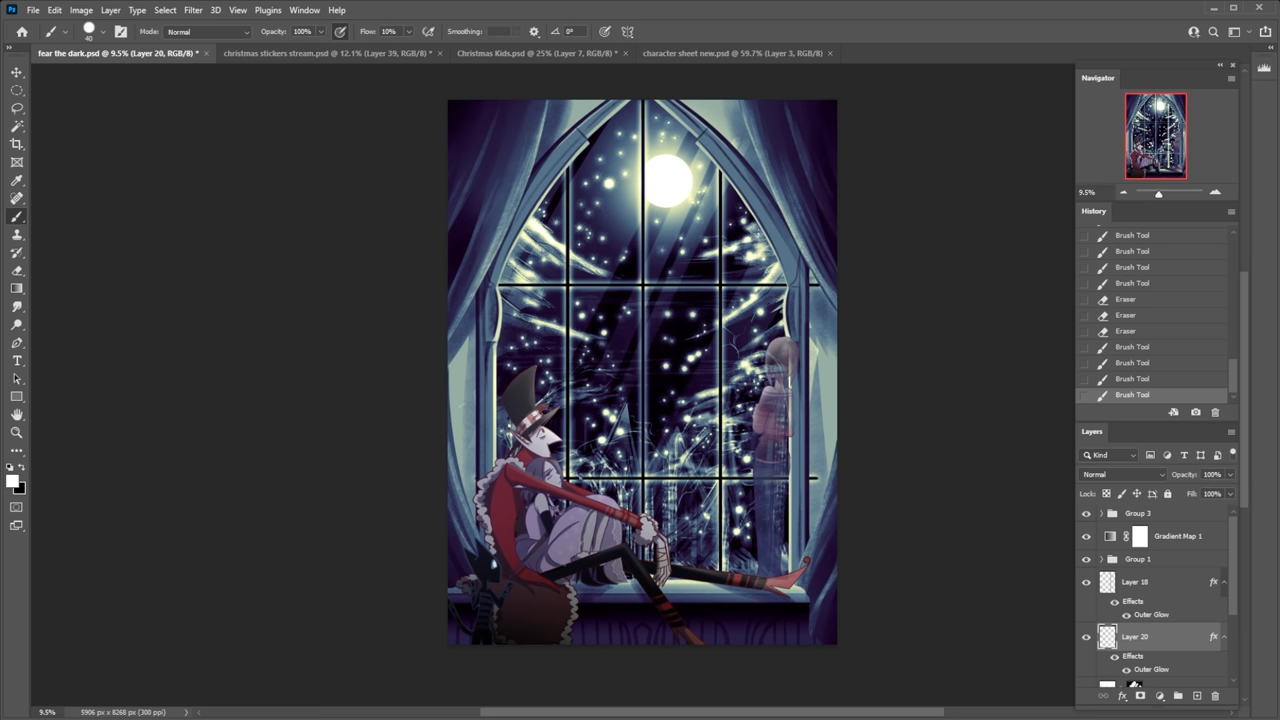 Ps File Edit Image Layer Type Select Filter 3D View Plugins Window Help
40 Mode: Normal Opacity: 100% Flow: 10% Smoothing: 0°
fear the dark.psd @ 9.5% (Layer 20, RGB/8) * × christmas stickers stream.psd @ 12.1% (Layer 39, RGB/8) * × Christmas Kids.psd @ 25% (Layer 7, RGB/8) * × character sheet new.psd @ 59.7% (Layer 3, RGB/8) ×
Navigator
9.5%
History
Brush Tool
Brush Tool
Brush Tool
Brush Tool
Eraser
Eraser
Eraser
Brush Tool
Brush Tool
Brush Tool
Brush Tool
Layers
Kind
Normal Opacity: 100%
Lock: Fill: 100%
Group 3
Gradient Map 1
Group 1
Layer 18 fx
Effects
Outer Glow
Layer 20 fx
Effects
Outer Glow
fx
9.5% 5906 px x 8268 px (300 ppi)